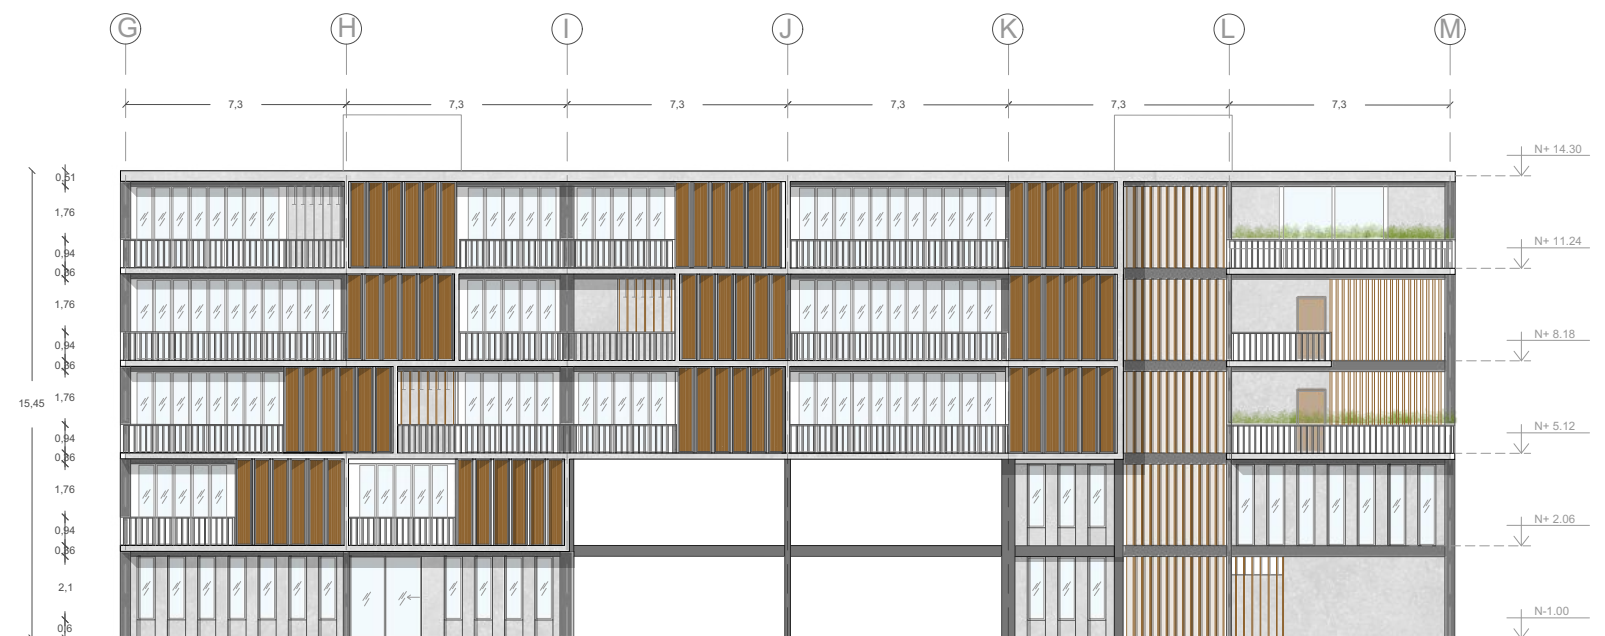 G H I J K L M
7,3 7,3 7,3 7,3 7,3 7,3
N+ 14.30
0,51
1,76
N+ 11.24
0,94
0,36
1,76
N+ 8.18
0,94
0,36
1,76
15,45
N+ 5.12
0,94
0,36
1,76
N+ 2.06
0,94
0,36
2,1
N-1.00
0,6